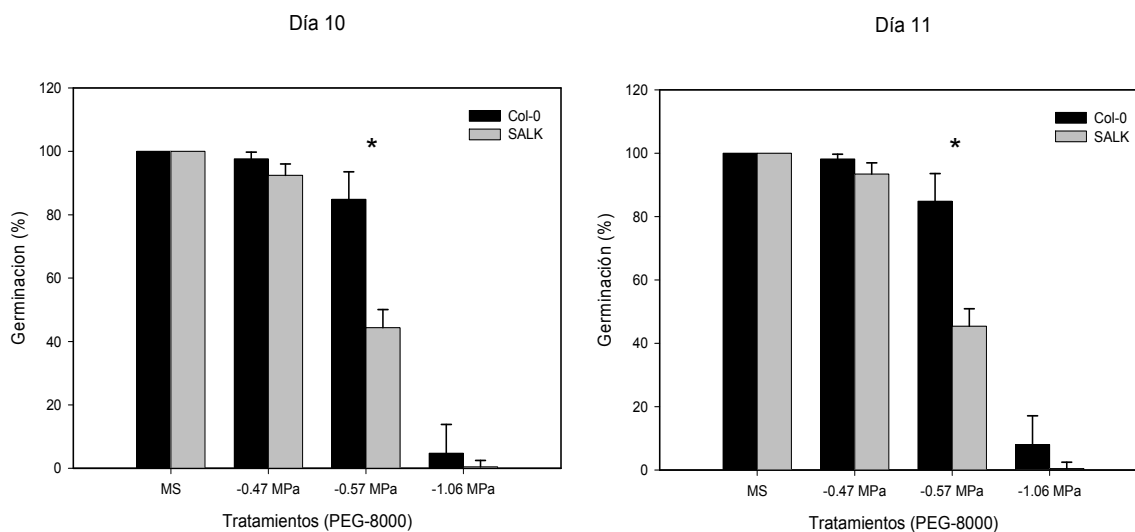 Día 10
120
100
80
60
40
20
0
Germinacion (%)
Col-0
SALK
*
MS
-0.47 MPa
-0.57 MPa
-1.06 MPa
Tratamientos (PEG-8000)
Día 11
120
100
80
60
40
20
0
Germinación (%)
Col-0
SALK
*
MS
-0.47 MPa
-0.57 MPa
-1.06 MPa
Tratamientos (PEG-8000)